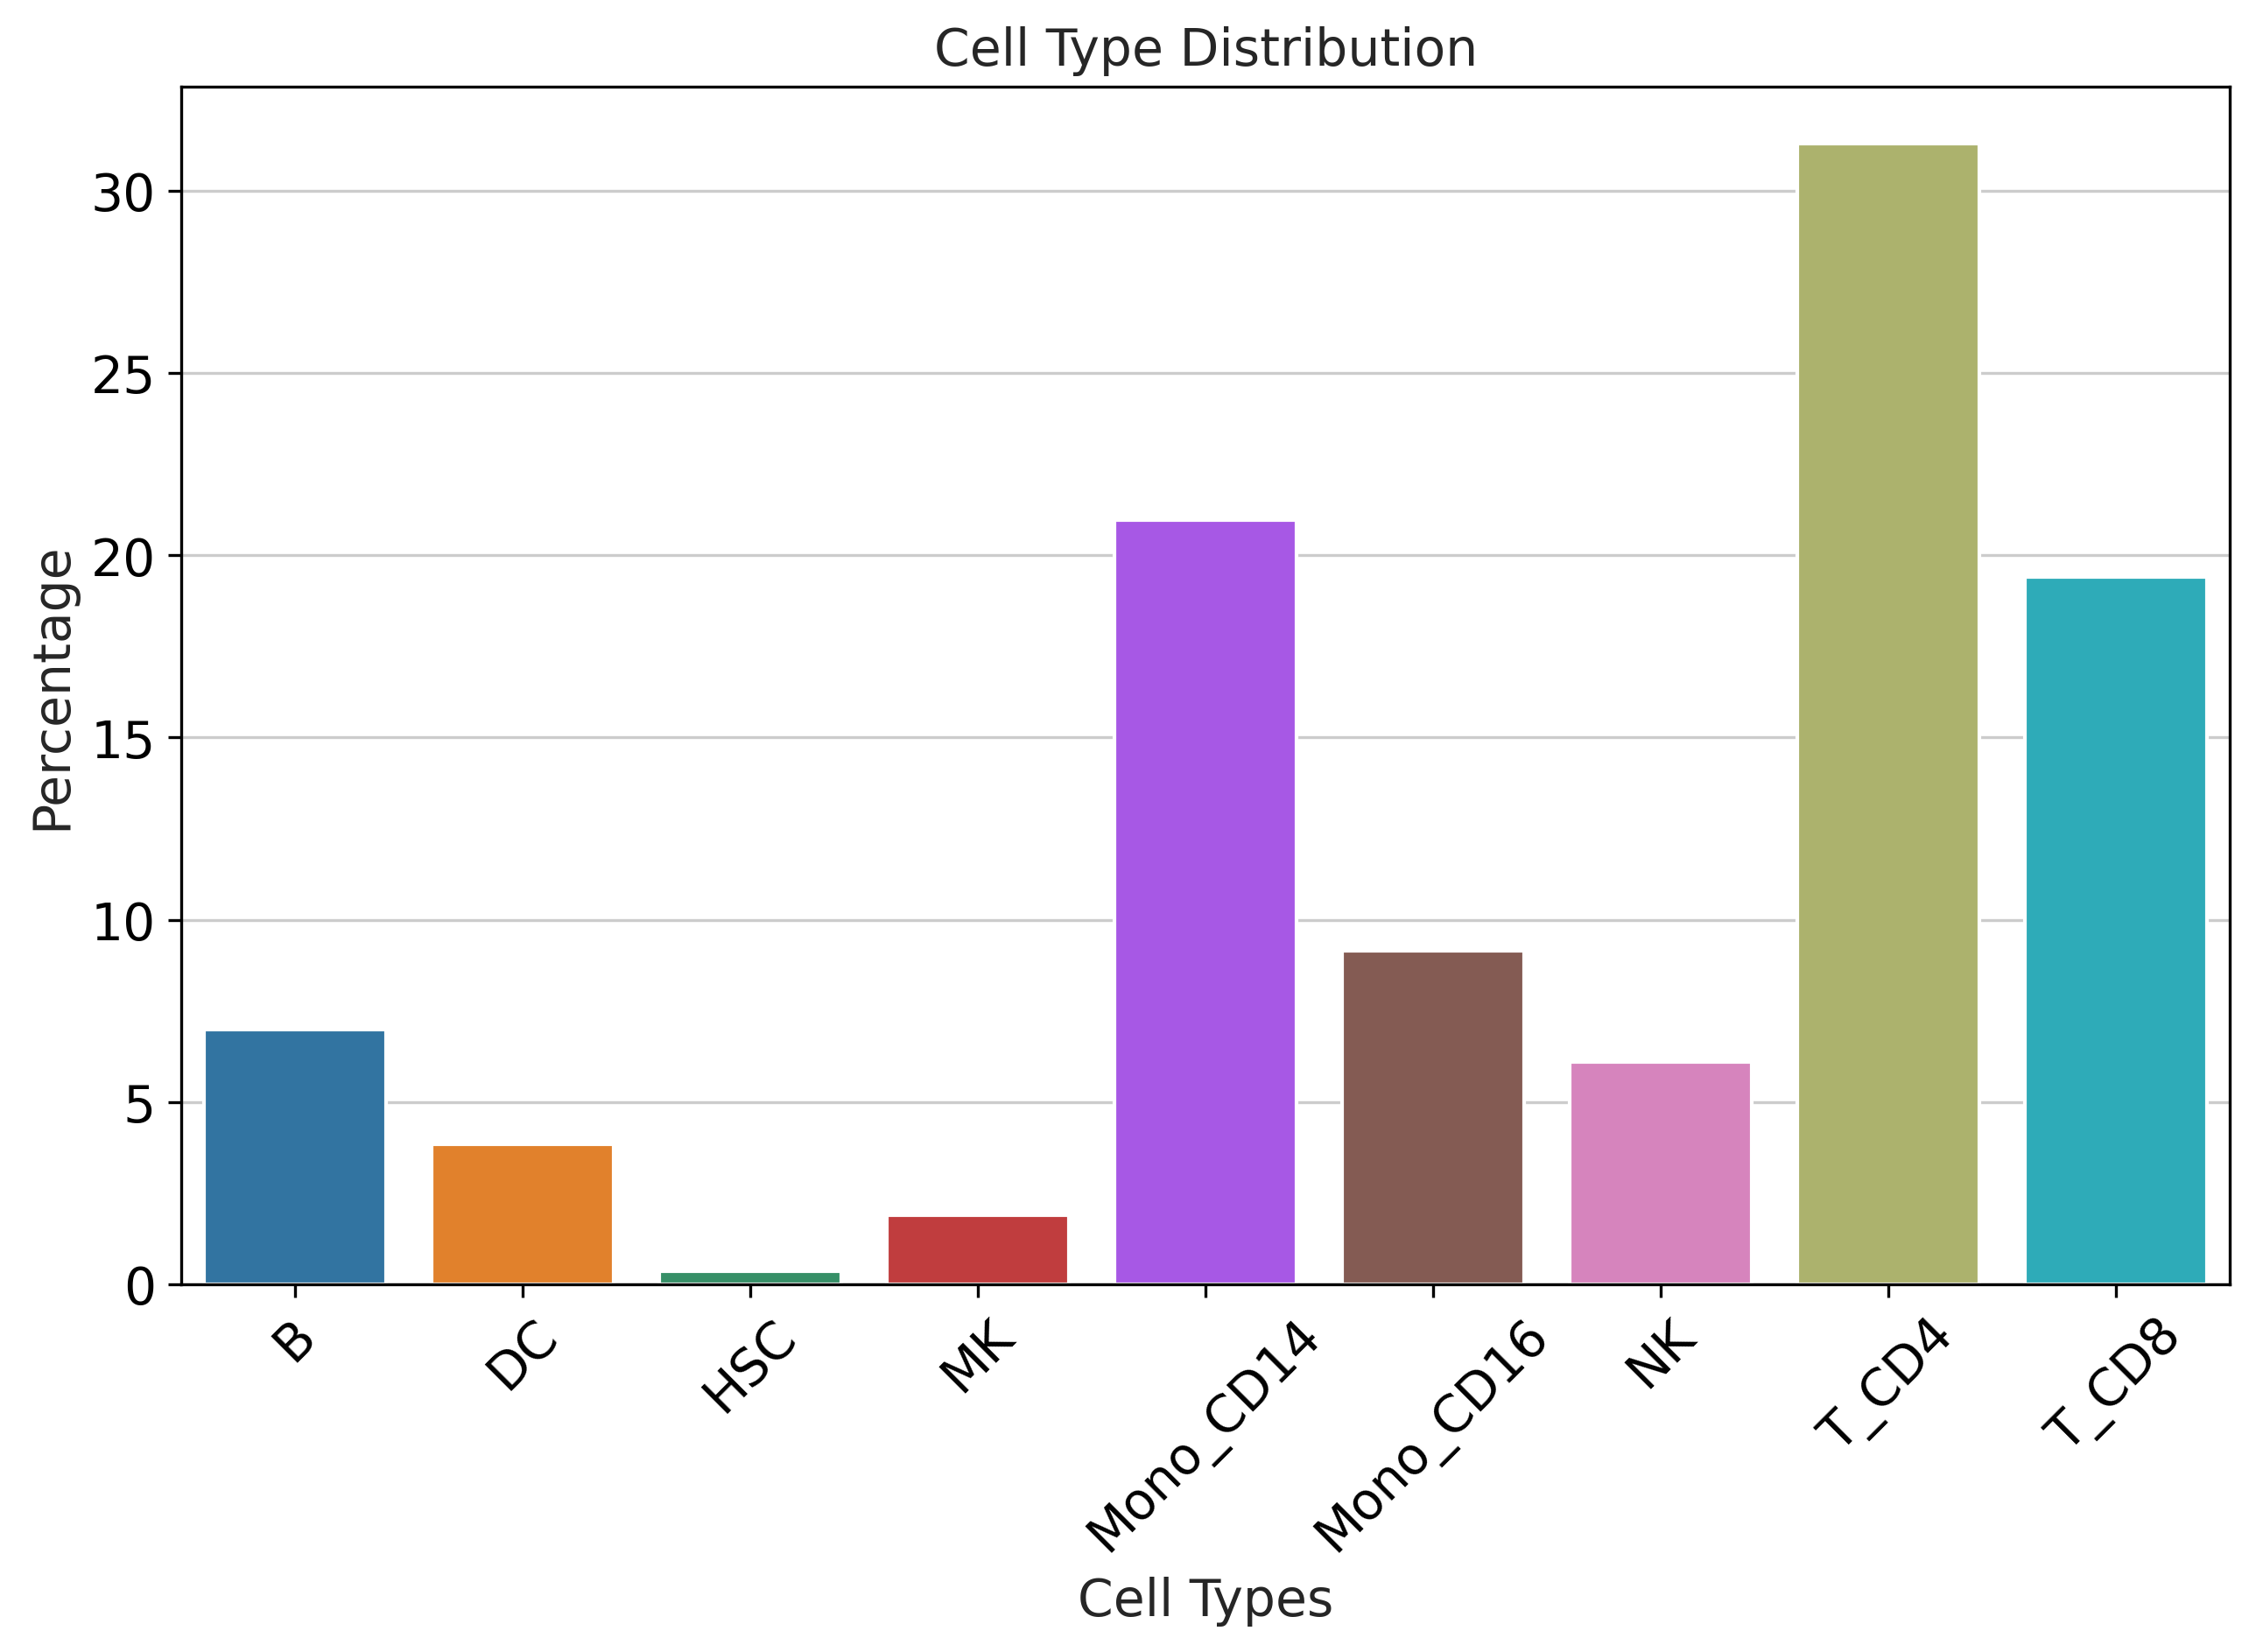 Cell Type Distribution
Percentage
30
25
20
15
10
5
0
B
DC
HSC
MK
Mono_CD14
Mono_CD16
NK
T_CD4
T_CD8
Cell Types